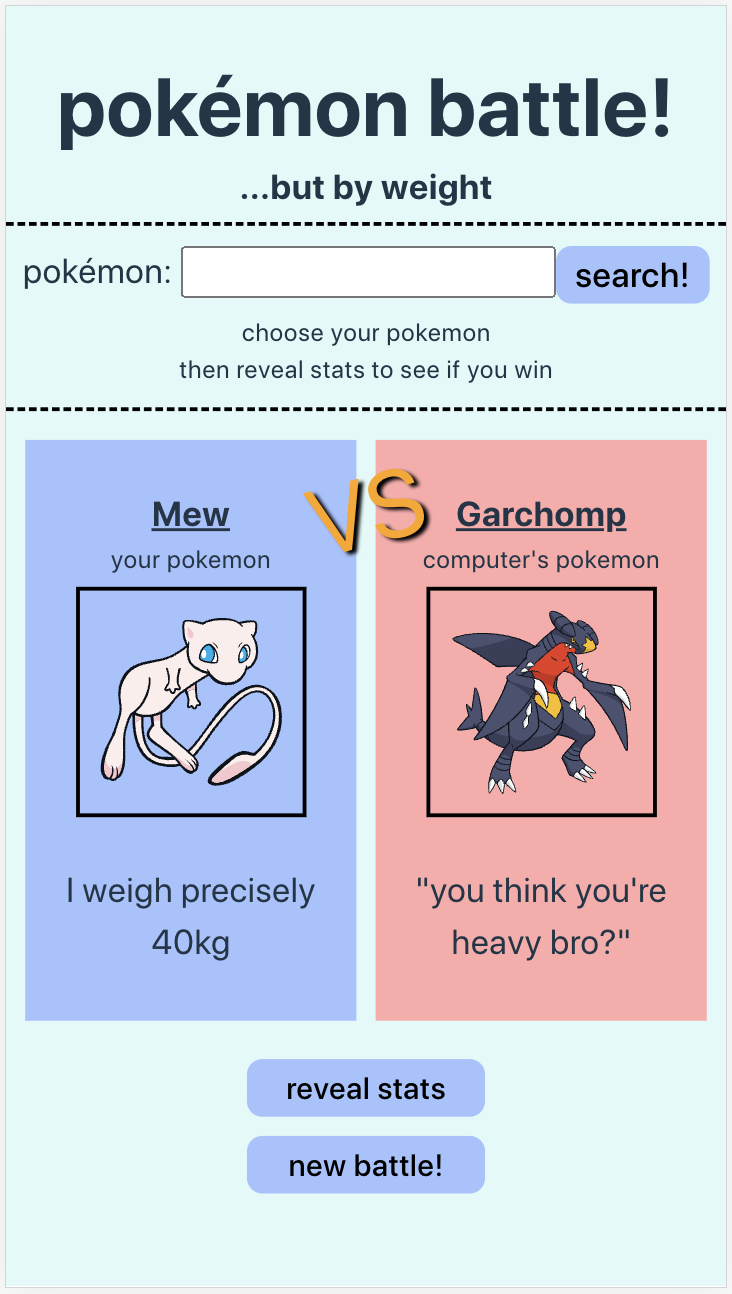 pokémon battle!
...but by weight
pokémon: search!
choose your pokemon
then reveal stats to see if you win
VS
Mew
your pokemon
I weigh precisely
40kg
Garchomp
computer's pokemon
"you think you're
heavy bro?"
reveal stats
new battle!